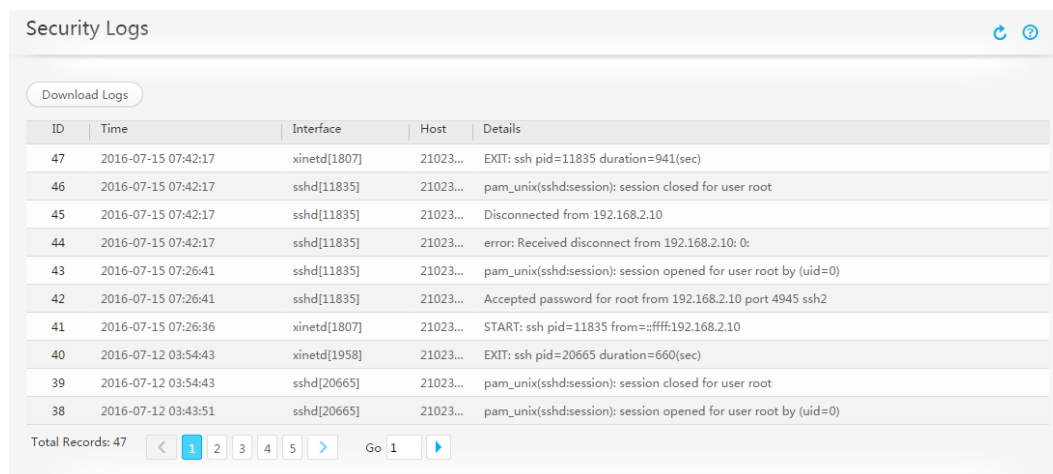 Security Logs
Download Logs
ID Time Interface Host Details
47 2016-07-15 07:42:17 xinetd[1807] 21023... EXIT: ssh pid=11835 duration=941(sec)
46 2016-07-15 07:42:17 sshd[11835] 21023... pam_unix(sshd:session): session closed for user root
45 2016-07-15 07:42:17 sshd[11835] 21023... Disconnected from 192.168.2.10
44 2016-07-15 07:42:17 sshd[11835] 21023... error: Received disconnect from 192.168.2.10: 0:
43 2016-07-15 07:26:41 sshd[11835] 21023... pam_unix(sshd:session): session opened for user root by (uid=0)
42 2016-07-15 07:26:41 sshd[11835] 21023... Accepted password for root from 192.168.2.10 port 4945 ssh2
41 2016-07-15 07:26:36 xinetd[1807] 21023... START: ssh pid=11835 from=::ffff:192.168.2.10
40 2016-07-12 03:54:43 xinetd[1958] 21023... EXIT: ssh pid=20665 duration=660(sec)
39 2016-07-12 03:54:43 sshd[20665] 21023... pam_unix(sshd:session): session closed for user root
38 2016-07-12 03:43:51 sshd[20665] 21023... pam_unix(sshd:session): session opened for user root by (uid=0)
Total Records: 47 < 1 2 3 4 5 > Go 1